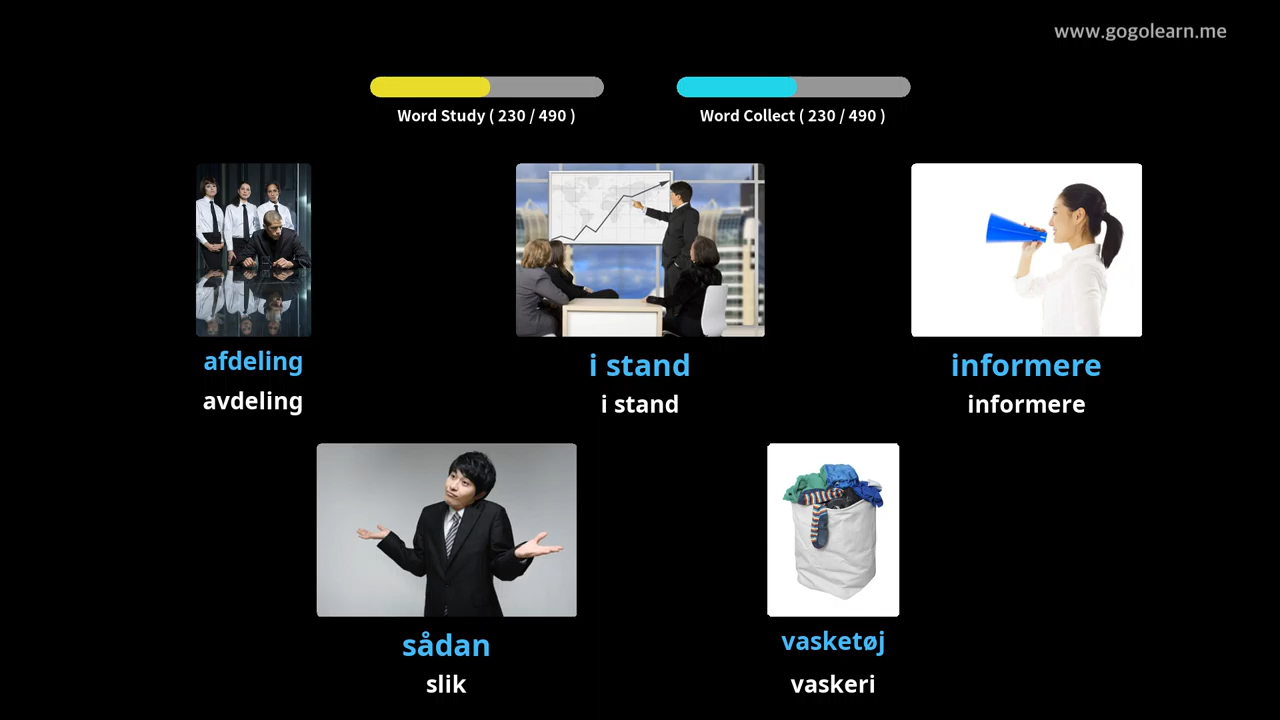 www.gogolearn.me
Word Study ( 230 / 490 )
Word Collect ( 230 / 490 )
afdeling
avdeling
i stand
i stand
informere
informere
sådan
slik
vasketøj
vaskeri